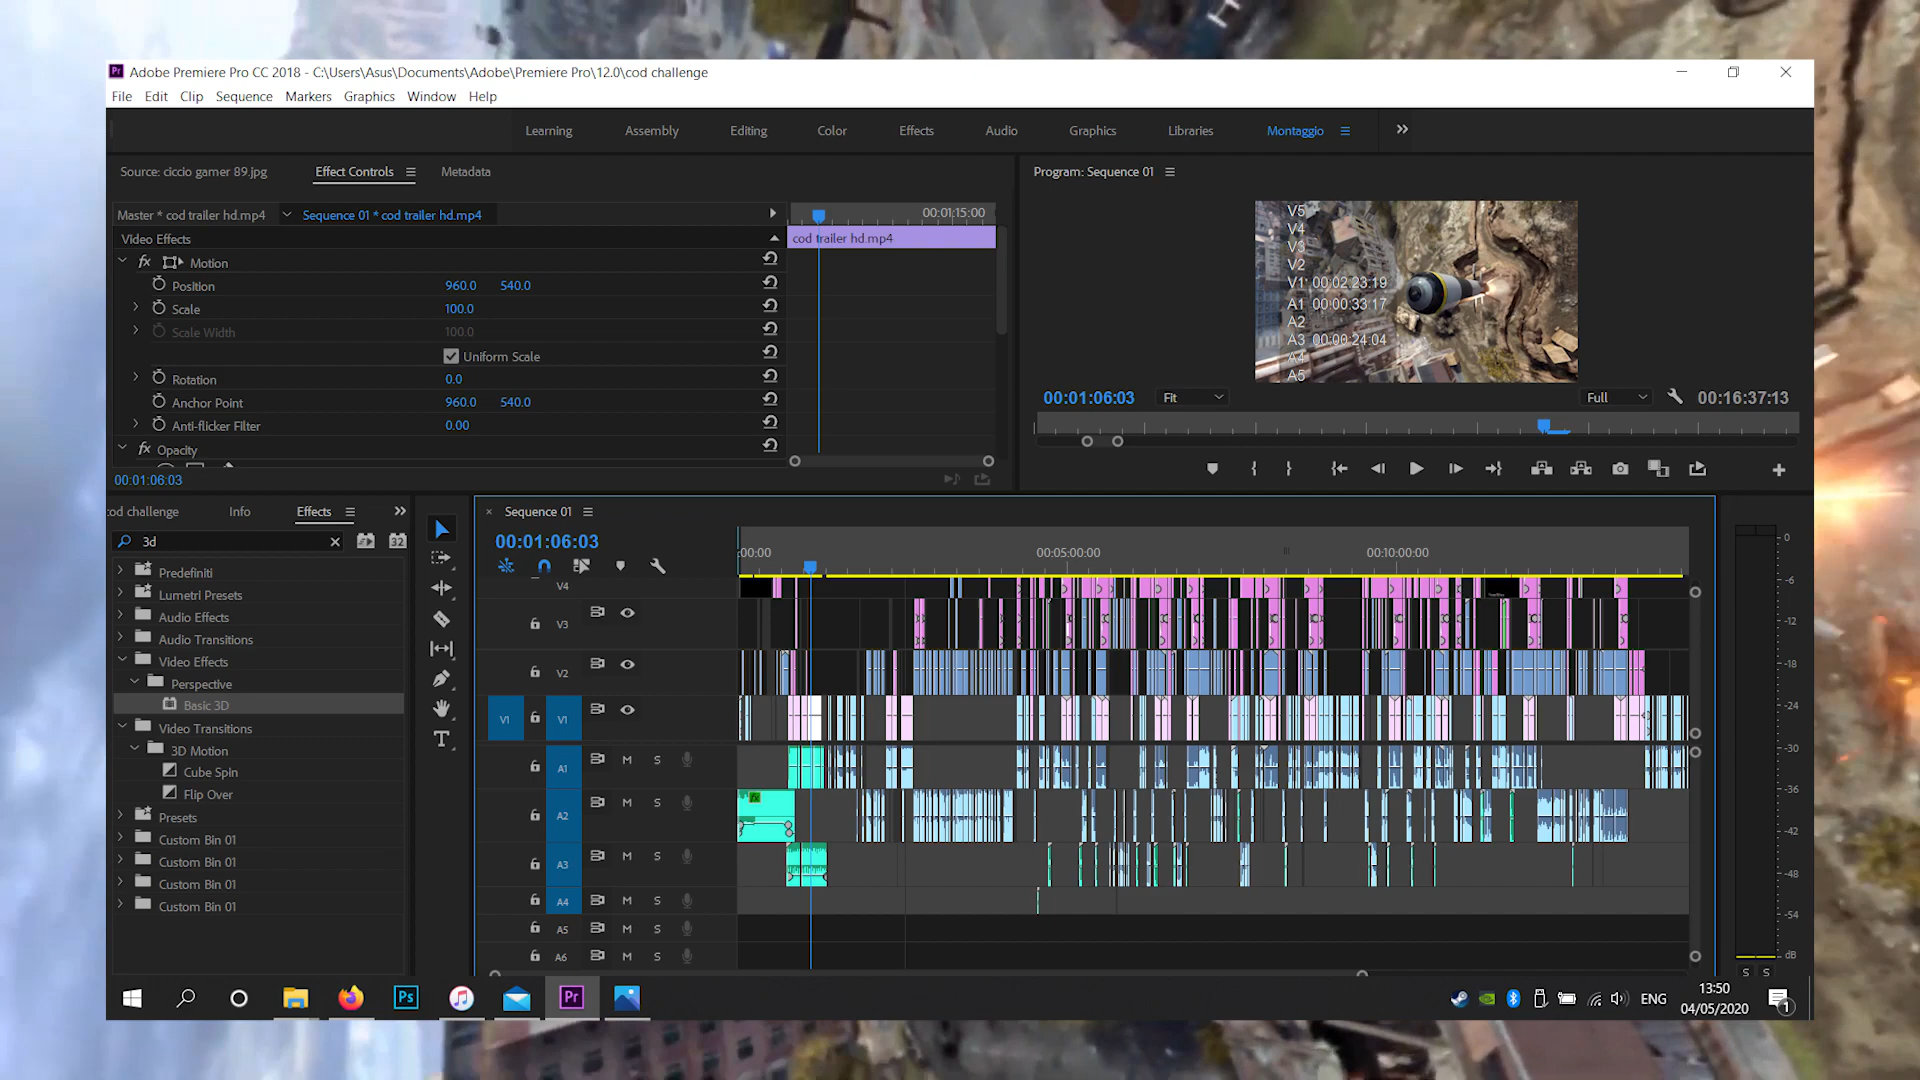 Adobe Premiere Pro CC 2018 - C:\Users\Asus\Documents\Adobe\Premiere Pro\12.0\cod challenge
File Edit Clip Sequence Markers Graphics Window Help
Learning Assembly Editing Color Effects Audio Graphics Libraries Montaggio
Source: ciccio gamer 89.jpg Effect Controls Metadata
Program: Sequence 01
Master * cod trailer hd.mp4 Sequence 01 * cod trailer hd.mp4
00:01:15:00
Video Effects
cod trailer hd.mp4
fx Motion
Position 960.0 540.0
Scale 100.0
Scale Width 100.0
Uniform Scale
Rotation 0.0
Anchor Point 960.0 540.0
Anti-flicker Filter 0.00
fx Opacity
00:01:06:03
V5
V4
V3
V2
V1 00:02:23:19
A1 00:00:33:17
A2
A3 00:00:24:04
A4
A5
00:01:06:03 Fit Full 00:16:37:13
cod challenge Info Effects
3d
32
Predefiniti
Lumetri Presets
Audio Effects
Audio Transitions
Video Effects
Perspective
Basic 3D
Video Transitions
3D Motion
Cube Spin
Flip Over
Presets
Custom Bin 01
Custom Bin 01
Custom Bin 01
Custom Bin 01
Sequence 01
00:01:06:03
:00:00 00:05:00:00 00:10:00:00
V4
V3
V2
V1 V1
A1 M S
A2 M S
fx
A3 M S
A4 M S
A5 M S
A6 M S
0
-6
-12
-18
-24
-30
-36
-42
-48
-54
dB
S S
Ps Pr
ENG
13:50
04/05/2020
1